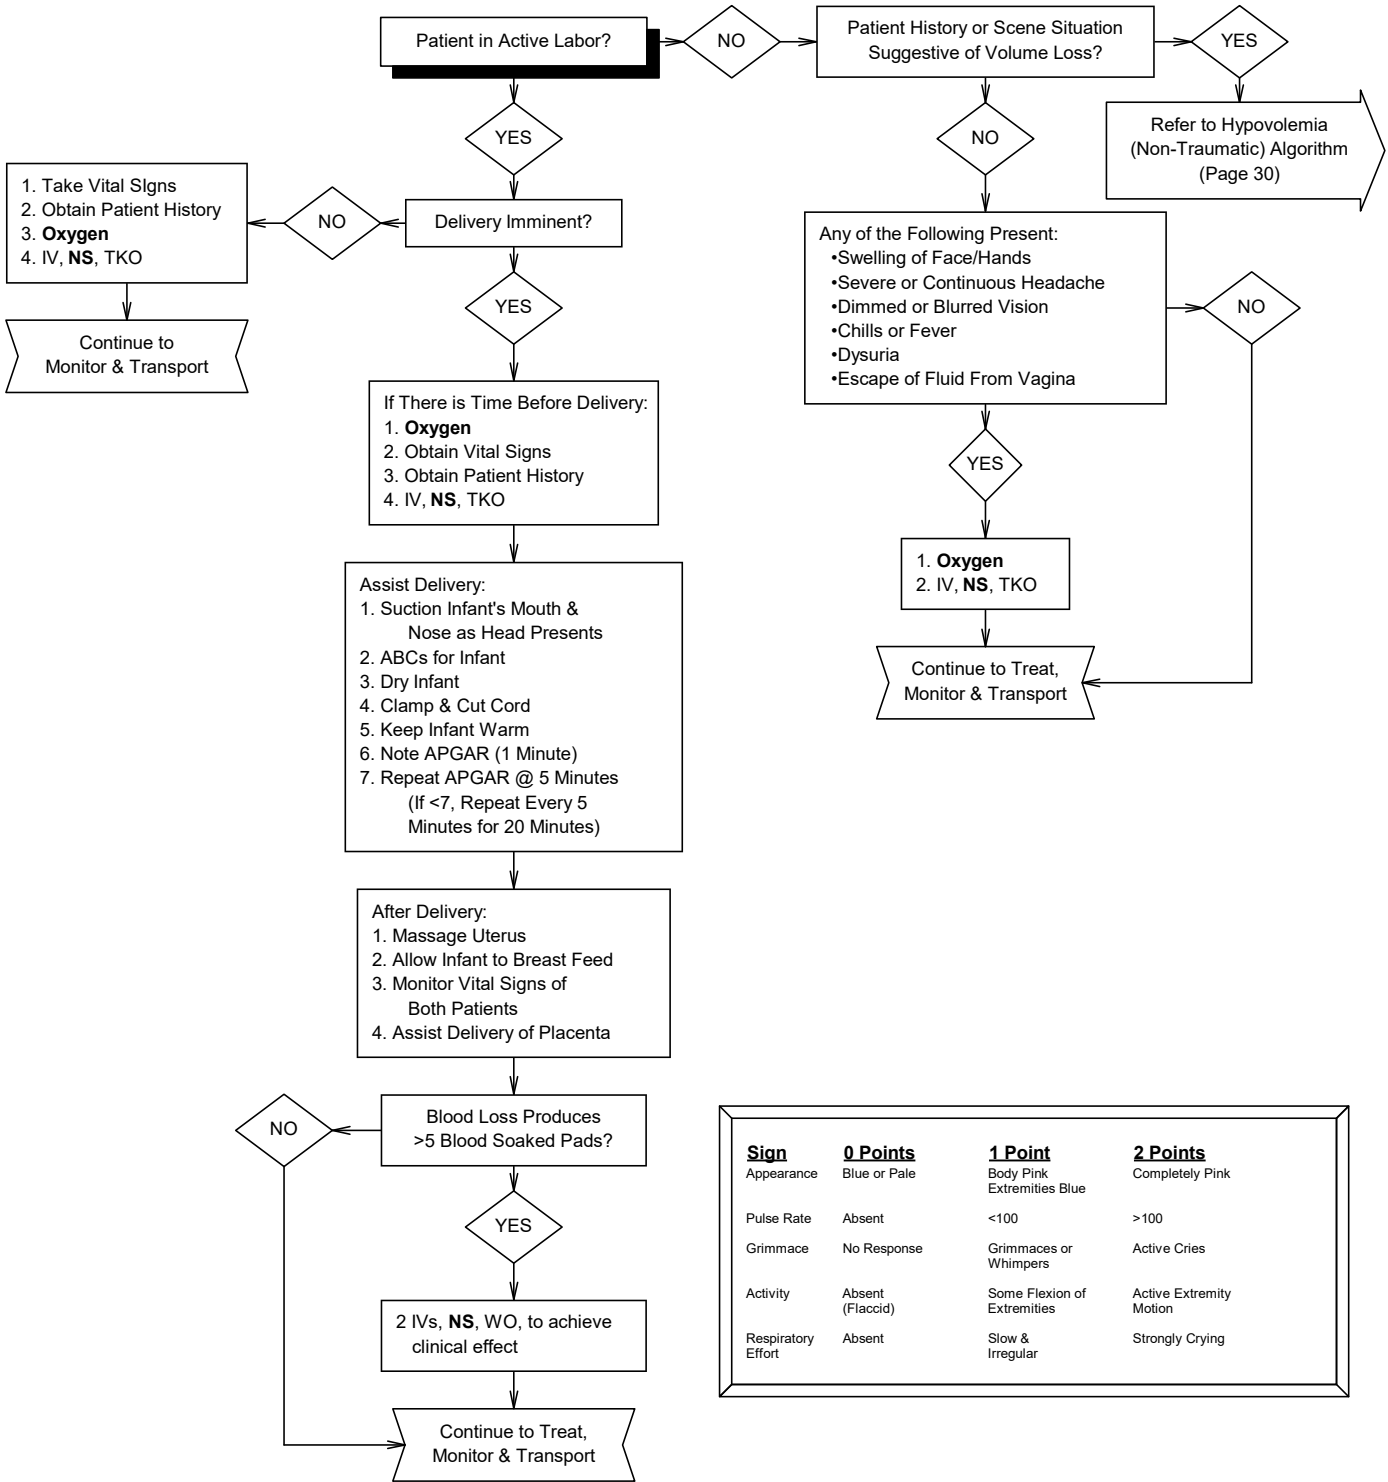 Patient in Active Labor?
NO
Patient History or Scene Situation
Suggestive of Volume Loss?
YES
Refer to Hypovolemia
(Non-Traumatic) Algorithm
(Page 30)
NO
Any of the Following Present:
•Swelling of Face/Hands
•Severe or Continuous Headache
•Dimmed or Blurred Vision
•Chills or Fever
•Dysuria
•Escape of Fluid From Vagina
NO
YES
1. Oxygen
2. IV, NS, TKO
Continue to Treat,
Monitor & Transport
YES
Delivery Imminent?
NO
1. Take Vital SIgns
2. Obtain Patient History
3. Oxygen
4. IV, NS, TKO
Continue to
Monitor & Transport
YES
If There is Time Before Delivery:
1. Oxygen
2. Obtain Vital Signs
3. Obtain Patient History
4. IV, NS, TKO
Assist Delivery:
1. Suction Infant's Mouth &
Nose as Head Presents
2. ABCs for Infant
3. Dry Infant
4. Clamp & Cut Cord
5. Keep Infant Warm
6. Note APGAR (1 Minute)
7. Repeat APGAR @ 5 Minutes
(If <7, Repeat Every 5
Minutes for 20 Minutes)
After Delivery:
1. Massage Uterus
2. Allow Infant to Breast Feed
3. Monitor Vital Signs of
Both Patients
4. Assist Delivery of Placenta
Blood Loss Produces
>5 Blood Soaked Pads?
NO
YES
2 IVs, NS, WO, to achieve
clinical effect
Continue to Treat,
Monitor & Transport
Sign 0 Points 1 Point 2 Points
Appearance Blue or Pale Body Pink Completely Pink
Extremities Blue
Pulse Rate Absent <100 >100
Grimmace No Response Grimmaces or Active Cries
Whimpers
Activity Absent Some Flexion of Active Extremity
(Flaccid) Extremities Motion
Respiratory Absent Slow & Strongly Crying
Effort Irregular